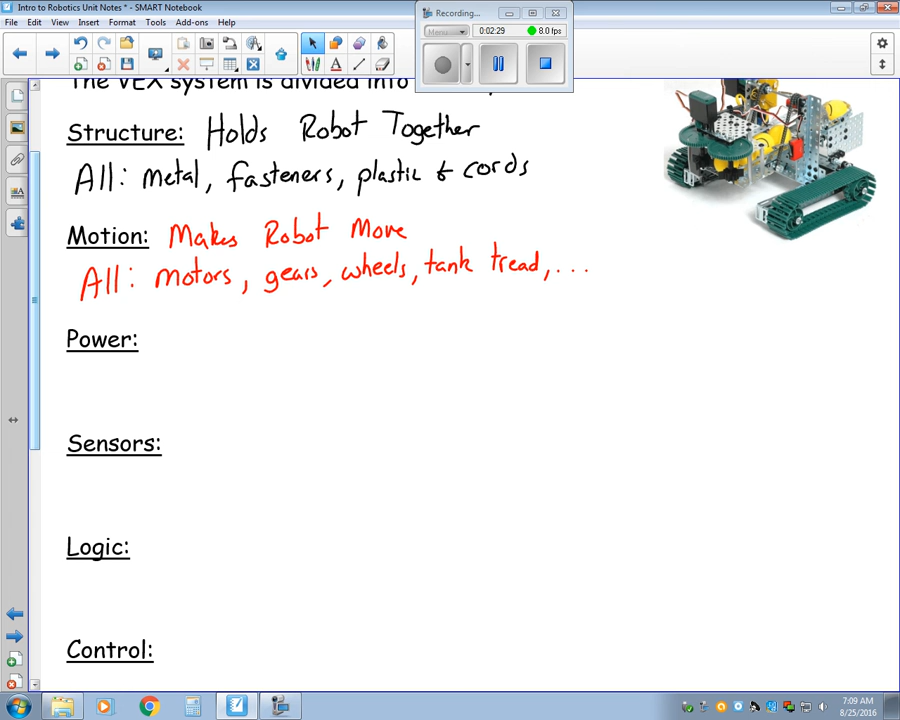 Intro to Robotics Unit Notes * - SMART Notebook
File Edit View Insert Format Tools Add-ons Help
Recording...
0:02:29 8.0 fps
Menu
The VEX system is divided into
Structure: Holds Robot Together
All: metal, fasteners, plastic & cords
Motion: Makes Robot Move
All: motors, gears, wheels, tank tread, ...
Power:
Sensors:
Logic:
Control:
7:09 AM
8/25/2016